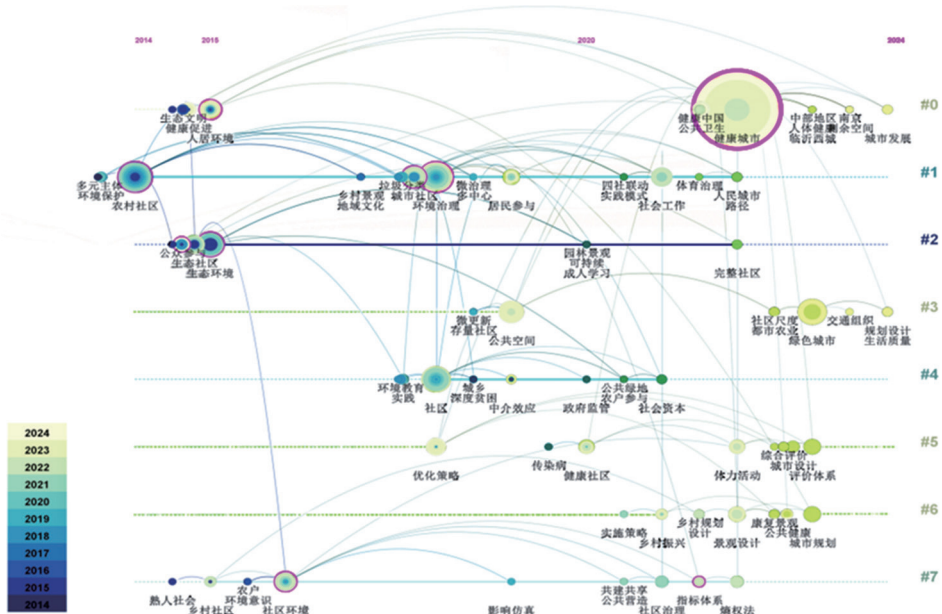 2014 2015 2020
#0
生态文明
健康促进
人居环境
健康中国
公共卫生
健康城市
中部地区 南京
人体健康
临沂西城
城市发展
#1
多元主体
环境保护
农村社区
乡村景观
地域文化
垃圾分类
城市社区
环境治理
微治理
多中心
居民参与
园社联动
实践模式
社会工作
体育治理
人民城市
路径
#2
公众参与
生态社区
生态环境
园林景观
可持续
成人学习
完整社区
#3
微更新
存量社区
公共空间
社区尺度
都市农业
绿色城市
交通组织
规划设计
生活质量
#4
环境教育
实践
社区
城乡
深度贫困
中介效应
政府监管
公共绿地
农户参与
社会资本
#5
优化策略
传染病
健康社区
体力活动
综合评价
城市设计
评价体系
#6
实施策略
乡村振兴
乡村规划
设计
景观设计
康复景观
公共健康
城市规划
#7
熟人社会
乡村社区
农户
环境意识
社区环境
影响仿真
共建共享
公共营造
社区治理
指标体系
熵权法
2024
2023
2022
2021
2020
2019
2018
2017
2016
2015
2014